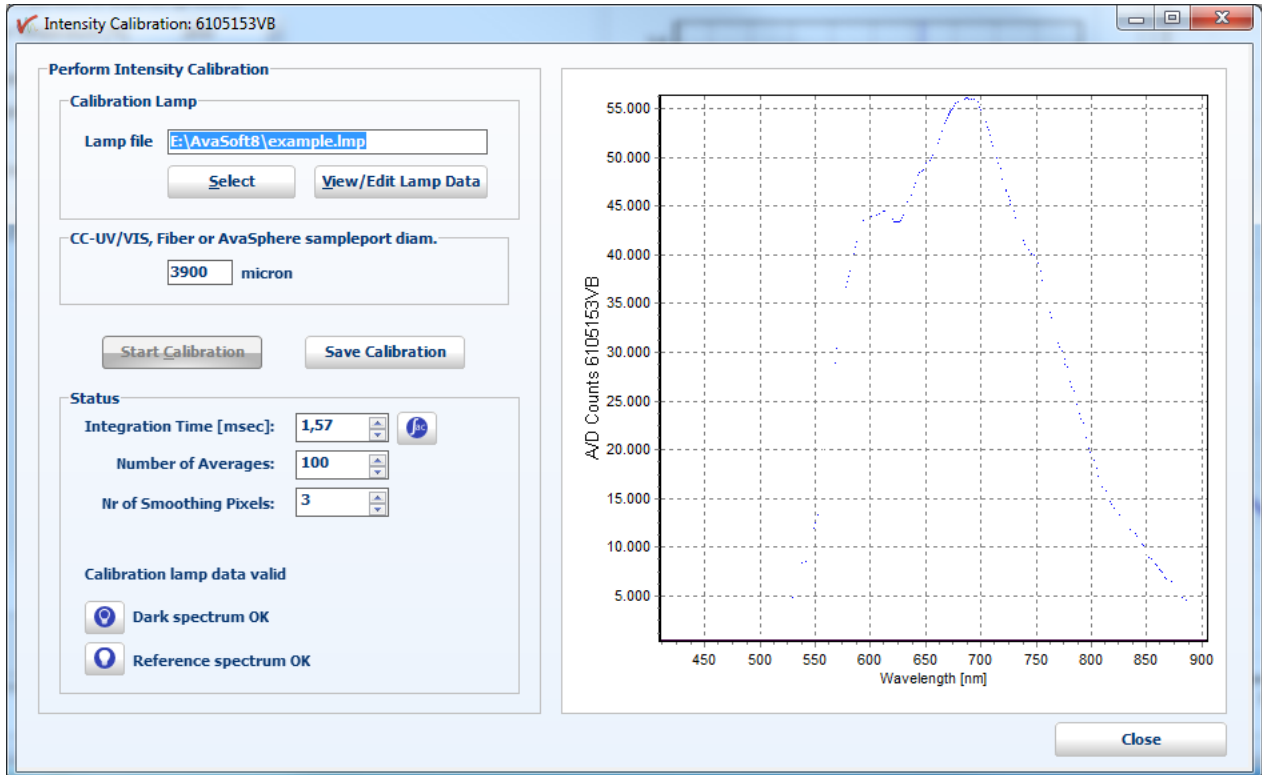 Intensity Calibration: 6105153VB
Perform Intensity Calibration
Calibration Lamp
Lamp file E:\AvaSoft8\example.lmp
Select View/Edit Lamp Data
CC-UV/VIS, Fiber or AvaSphere sampleport diam.
3900 micron
Start Calibration Save Calibration
Status
Integration Time [msec]: 1,57
Number of Averages: 100
Nr of Smoothing Pixels: 3
Calibration lamp data valid
Dark spectrum OK
Reference spectrum OK
A/D Counts 6105153VB
55.000
50.000
45.000
40.000
35.000
30.000
25.000
20.000
15.000
10.000
5.000
450 500 550 600 650 700 750 800 850 900
Wavelength [nm]
Close